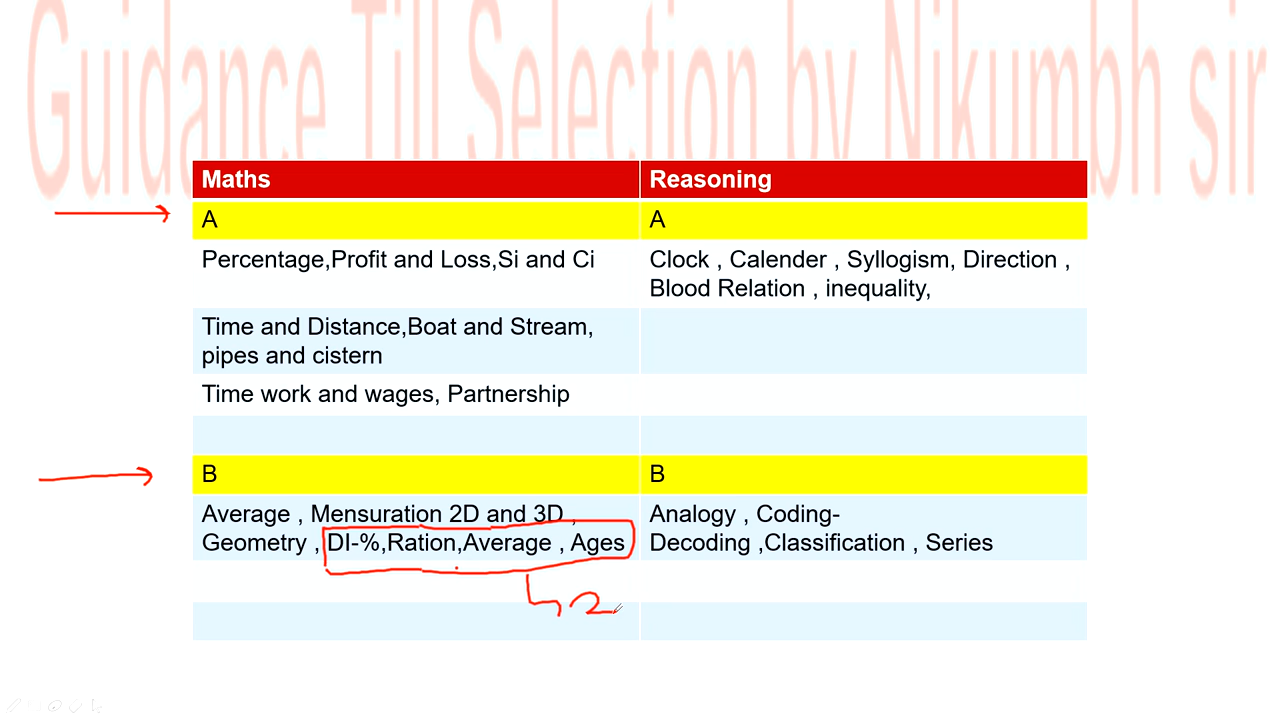 Guidance Till Selection by Nikumbh sir
Maths
Reasoning
A
A
Percentage,Profit and Loss,Si and Ci
Clock , Calender , Syllogism, Direction ,
Blood Relation , inequality,
Time and Distance,Boat and Stream,
pipes and cistern
Time work and wages, Partnership
B
B
Average , Mensuration 2D and 3D ,
Geometry , DI-%,Ration,Average , Ages
Analogy , Coding-
Decoding ,Classification , Series
2